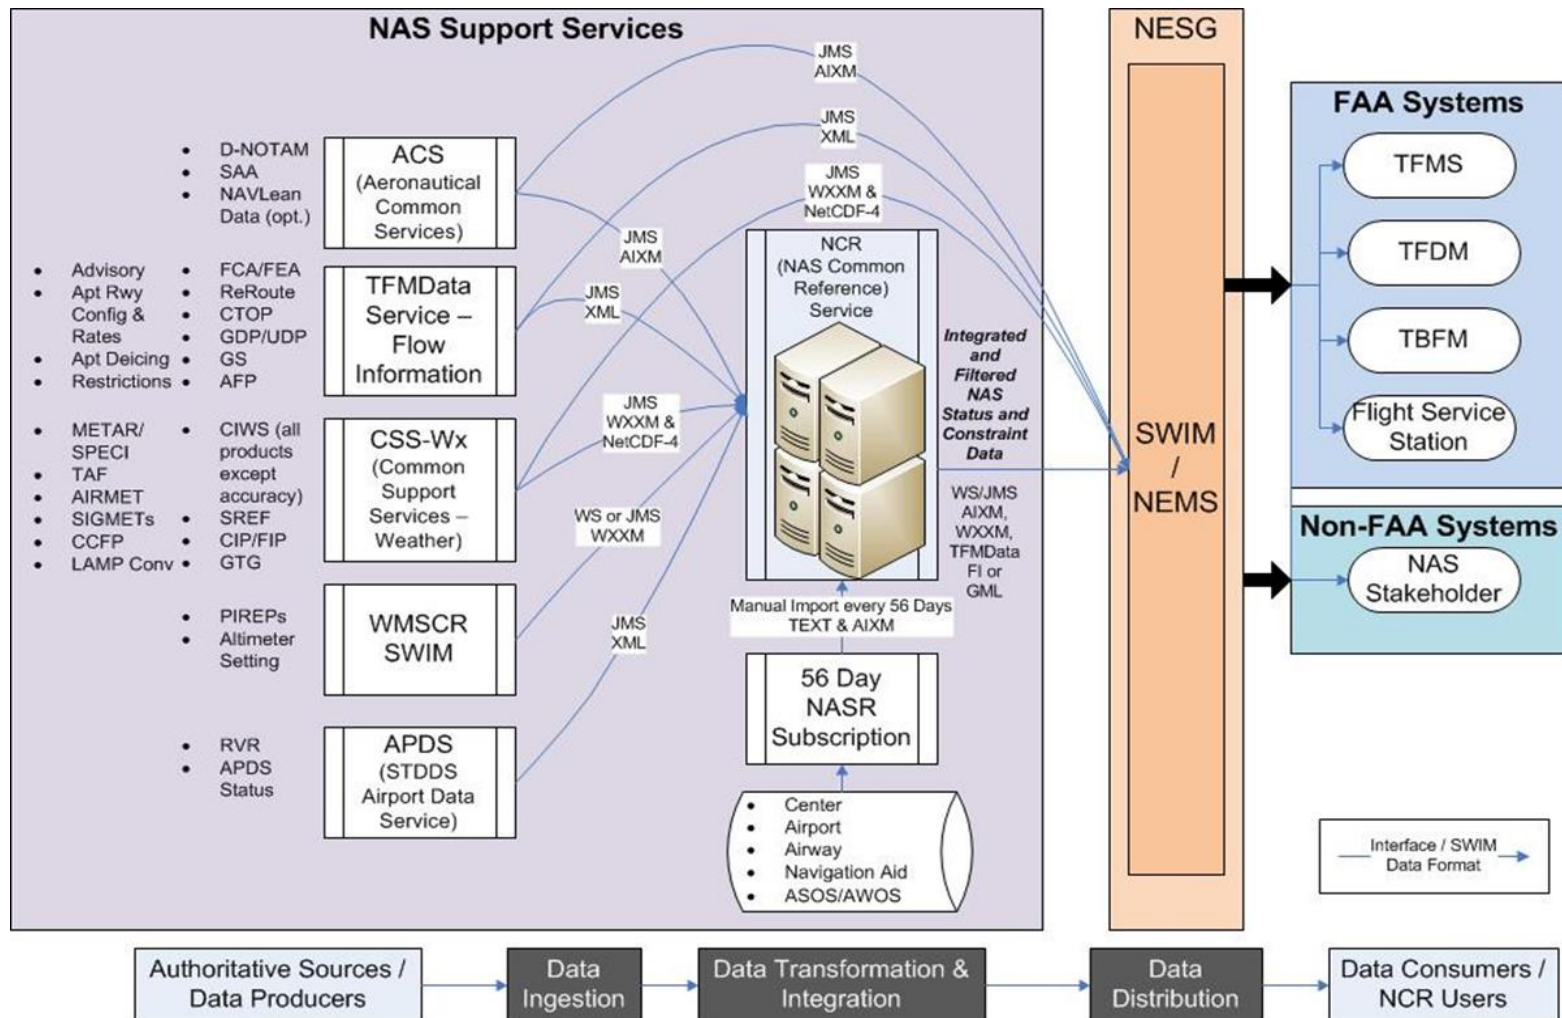 NAS Support Services
NESG
JMS
AIXM
JMS
XML
JMS
WXXM &
NetCDF-4
• D-NOTAM
• SAA
• NAVLean
Data (opt.)
ACS
(Aeronautical
Common
Services)
JMS
AIXM
• Advisory
• Apt Rwy
Config &
Rates
• Apt Deicing
• Restrictions
• FCA/FEA
• ReRoute
• CTOP
• GDP/UDP
• GS
• AFP
TFMData
Service –
Flow
Information
JMS
XML
• METAR/
SPECI
• TAF
• AIRMET
• SIGMETs
• CCFP
• LAMP Conv
• CIWS (all
products
except
accuracy)
• SREF
• CIP/FIP
• GTG
CSS-Wx
(Common
Support
Services –
Weather)
JMS
WXXM &
NetCDF-4
• PIREPs
• Altimeter
Setting
WMSCR
SWIM
WS or JMS
WXXM
• RVR
• APDS
Status
APDS
(STDDS
Airport Data
Service)
JMS
XML
NCR
(NAS Common
Reference)
Service
Integrated
and
Filtered
NAS
Status and
Constraint
Data
WS/JMS
AIXM,
WXXM,
TFMData
FI or
GML
Manual Import every 56 Days
TEXT & AIXM
56 Day
NASR
Subscription
• Center
• Airport
• Airway
• Navigation Aid
• ASOS/AWOS
SWIM
/
NEMS
FAA Systems
TFMS
TFDM
TBFM
Flight Service
Station
Non-FAA Systems
NAS
Stakeholder
Interface / SWIM
Data Format
Authoritative Sources /
Data Producers
Data
Ingestion
Data Transformation &
Integration
Data
Distribution
Data Consumers /
NCR Users